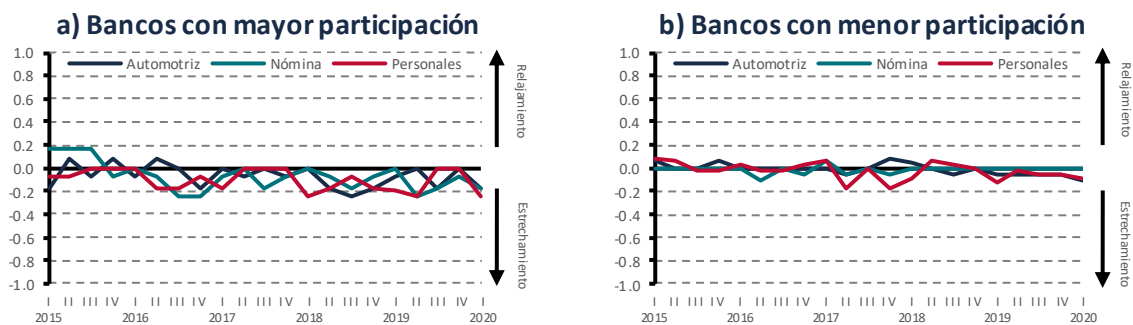 a) Bancos con mayor participación
1.0
0.8
0.6
0.4
0.2
0.0
-0.2
-0.4
-0.6
-0.8
-1.0
Automotriz Nómina Personales
Relajamiento
Estrechamiento
I II III IV I II III IV I II III IV I II III IV I II III IV I
2015 2016 2017 2018 2019 2020
b) Bancos con menor participación
1.0
0.8
0.6
0.4
0.2
0.0
-0.2
-0.4
-0.6
-0.8
-1.0
Automotriz Nómina Personales
Relajamiento
Estrechamiento
I II III IV I II III IV I II III IV I II III IV I II III IV I
2015 2016 2017 2018 2019 2020